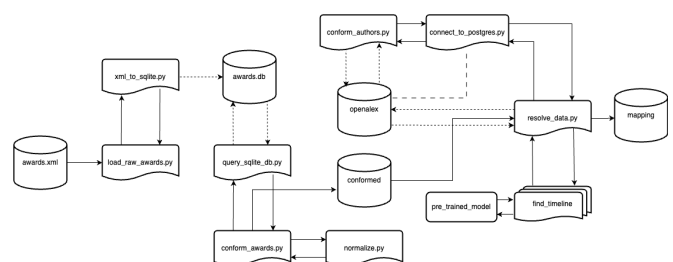 conform_authors.py
connect_to_postgres.py
xml_to_sqlite.py
awards.db
openalex
resolve_data.py
mapping
awards.xml
load_raw_awards.py
query_sqlite_db.py
conformed
pre_trained_model
find_timeline
conform_awards.py
normalize.py